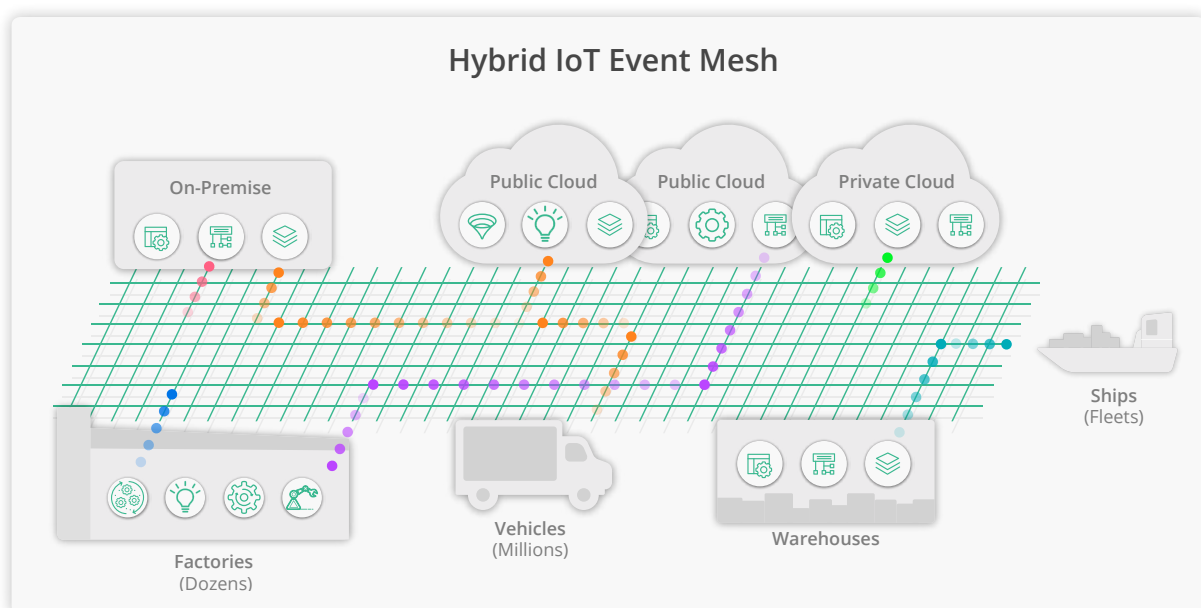 Hybrid IoT Event Mesh
On-Premise
Public Cloud
Public Cloud
Private Cloud
Ships
(Fleets)
Vehicles
(Millions)
Warehouses
Factories
(Dozens)